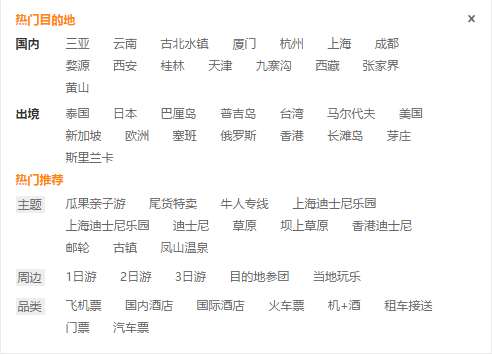 热门目的地 ×
国内 三亚 云南 古北水镇 厦门 杭州 上海 成都
婺源 西安 桂林 天津 九寨沟 西藏 张家界
黄山
出境 泰国 日本 巴厘岛 普吉岛 台湾 马尔代夫 美国
新加坡 欧洲 塞班 俄罗斯 香港 长滩岛 芽庄
斯里兰卡
热门推荐
主题 瓜果亲子游 尾货特卖 牛人专线 上海迪士尼乐园
上海迪士尼乐园 迪士尼 草原 坝上草原 香港迪士尼
邮轮 古镇 凤山温泉
周边 1日游 2日游 3日游 目的地参团 当地玩乐
品类 飞机票 国内酒店 国际酒店 火车票 机+酒 租车接送
门票 汽车票